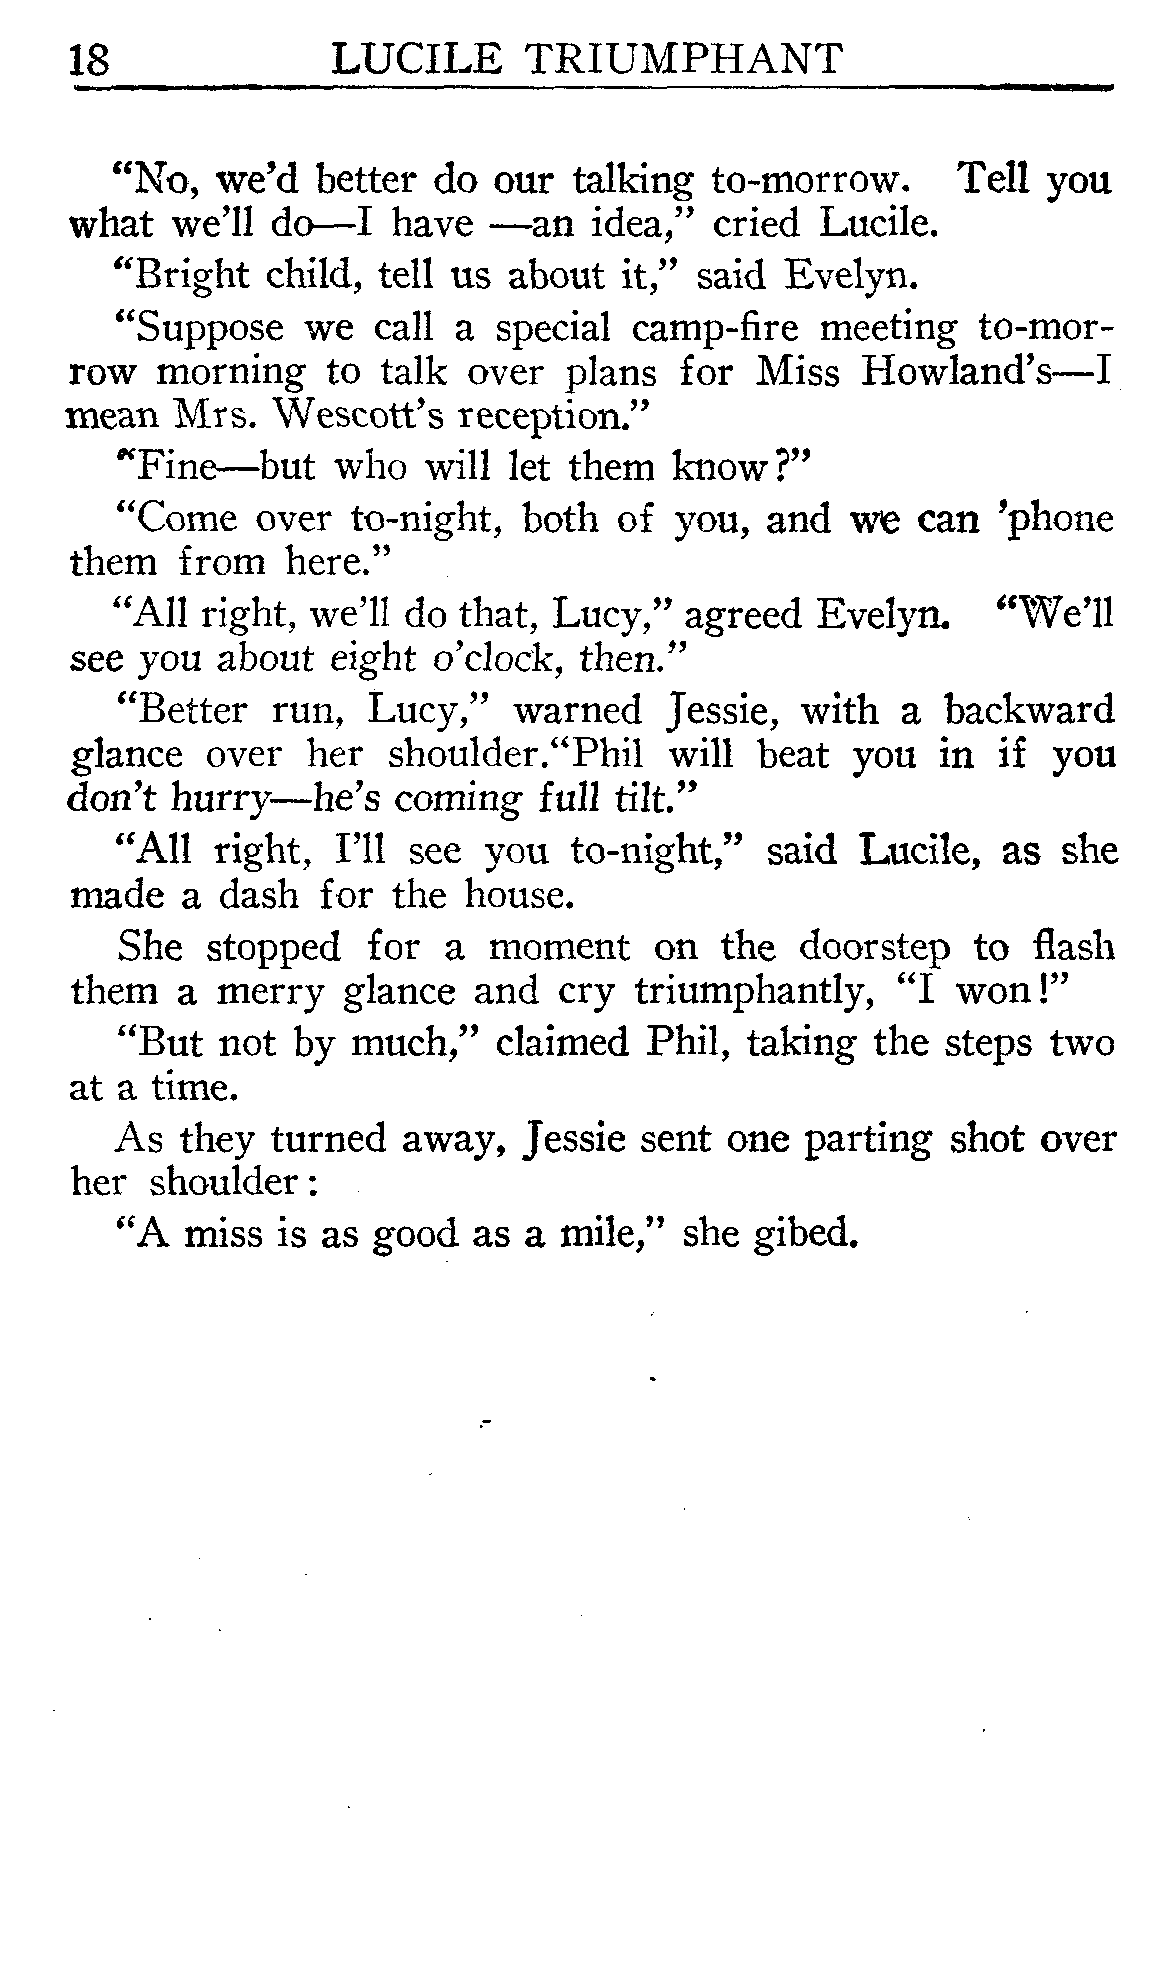 18 LUCILE TRIUMPHANT
“No, we’d better do our talking to-morrow. Tell you
what we’ll do—I have —an idea,” cried Lucile.
“Bright child, tell us about it,” said Evelyn.
“Suppose we call a special camp-fire meeting to-mor-
row morning to talk over plans for Miss Howland’s—I
mean Mrs. Wescott’s reception.”
“Fine—but who will let them know?”
“Come over to-night, both of you, and we can ’phone
them from here.”
“All right, we’ll do that, Lucy,” agreed Evelyn. “We’ll
see you about eight o’clock, then.”
“Better run, Lucy,” warned Jessie, with a backward
glance over her shoulder.“Phil will beat you in if you
don’t hurry—he’s coming full tilt.”
“All right, I’ll see you to-night,” said Lucile, as she
made a dash for the house.
She stopped for a moment on the doorstep to flash
them a merry glance and cry triumphantly, “I won!”
“But not by much,” claimed Phil, taking the steps two
at a time.
As they turned away, Jessie sent one parting shot over
her shoulder:
“A miss is as good as a mile,” she gibed.